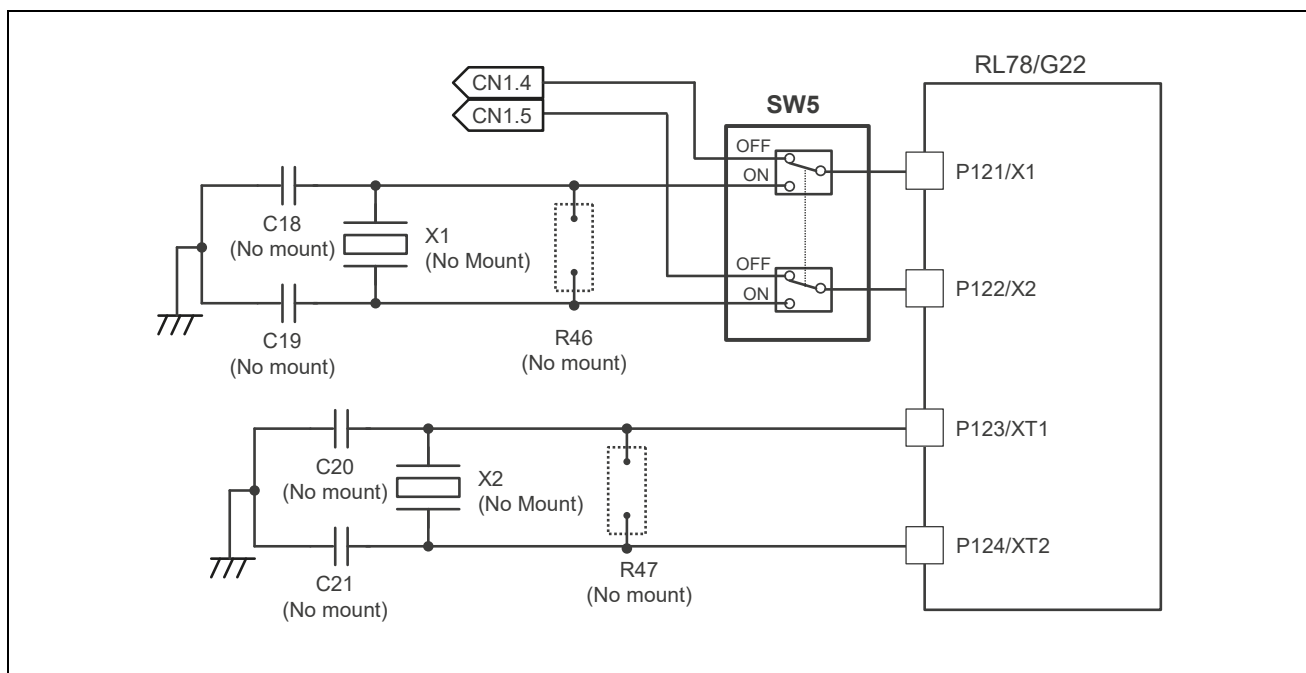 RL78/G22
CN1.4
CN1.5
SW5
OFF
ON
P121/X1
C18
(No mount)
X1
(No Mount)
OFF
ON
P122/X2
C19
(No mount)
R46
(No mount)
P123/XT1
C20
(No mount)
X2
(No Mount)
P124/XT2
C21
(No mount)
R47
(No mount)